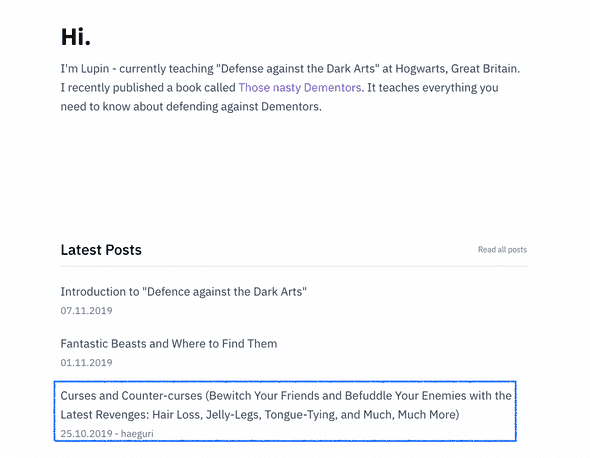 Hi.
I'm Lupin - currently teaching "Defense against the Dark Arts" at Hogwarts, Great Britain.
I recently published a book called Those nasty Dementors. It teaches everything you
need to know about defending against Dementors.
Latest Posts
Read all posts
Introduction to "Defence against the Dark Arts"
07.11.2019
Fantastic Beasts and Where to Find Them
01.11.2019
Curses and Counter-curses (Bewitch Your Friends and Befuddle Your Enemies with the
Latest Revenges: Hair Loss, Jelly-Legs, Tongue-Tying, and Much, Much More)
25.10.2019 - haeguri